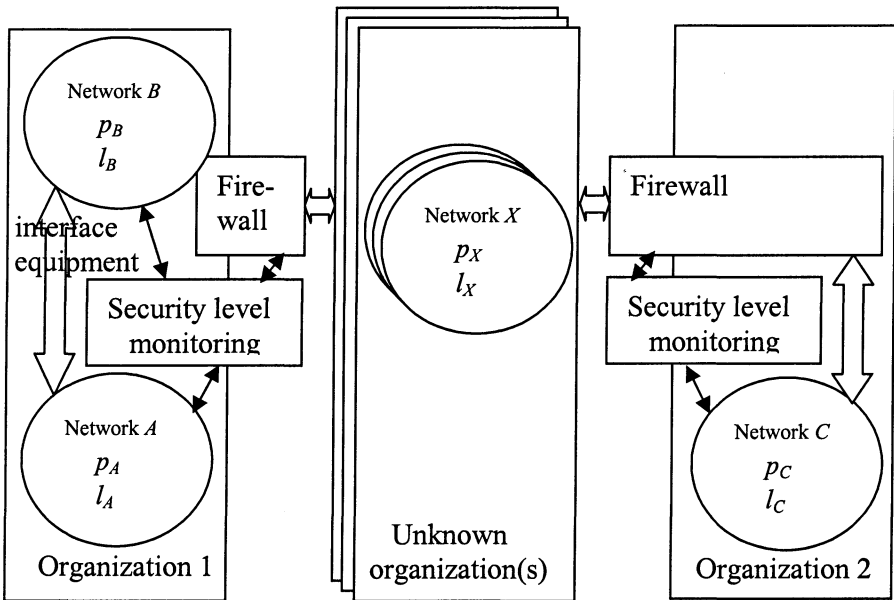 Network B
pB
lB
Fire-
wall
interface
equipment
Security level
monitoring
Network A
pA
lA
Organization 1
Network X
pX
lX
Unknown
organization(s)
Firewall
Security level
monitoring
Network C
pC
lC
Organization 2